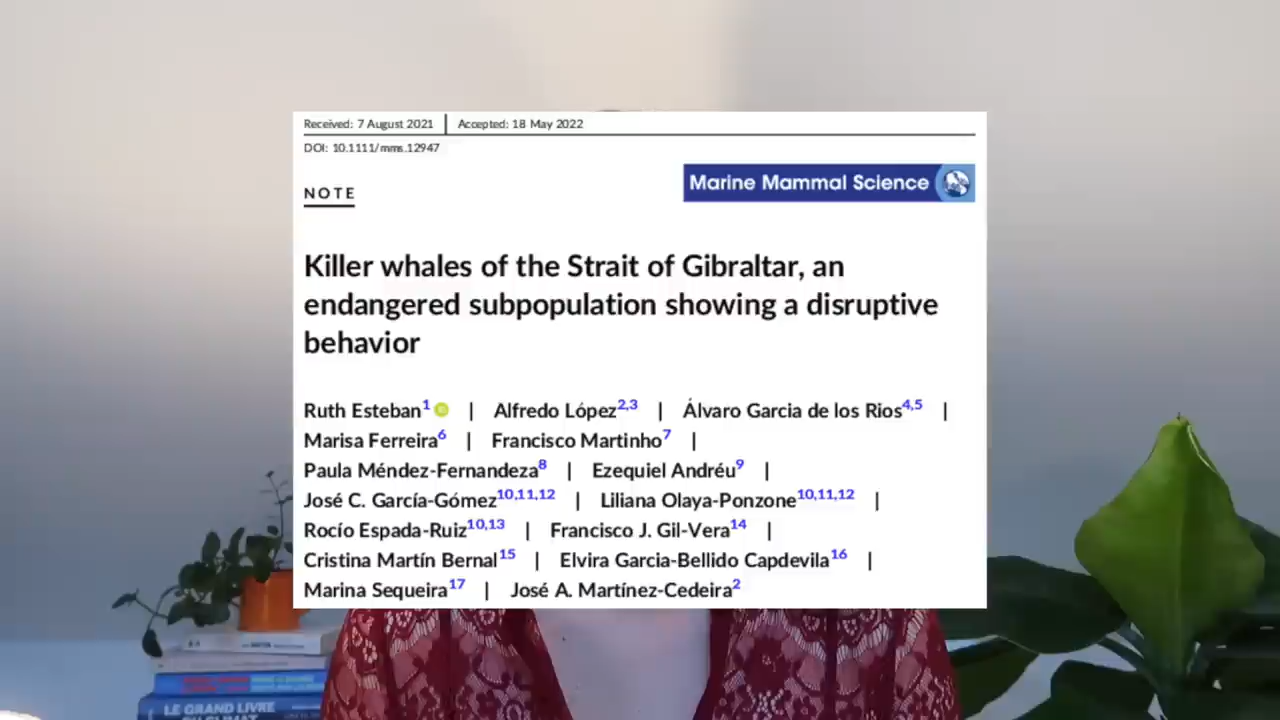 Received: 7 August 2021 | Accepted: 18 May 2022
DOI: 10.1111/mms.12947
NOTE
Marine Mammal Science
Killer whales of the Strait of Gibraltar, an
endangered subpopulation showing a disruptive
behavior
Ruth Esteban1 iD | Alfredo López2,3 | Álvaro Garcia de los Rios4,5 |
Marisa Ferreira6 | Francisco Martinho7 |
Paula Méndez-Fernandeza8 | Ezequiel Andréu9 |
José C. García-Gómez10,11,12 | Liliana Olaya-Ponzone10,11,12 |
Rocío Espada-Ruiz10,13 | Francisco J. Gil-Vera14 |
Cristina Martín Bernal15 | Elvira Garcia-Bellido Capdevila16 |
Marina Sequeira17 | José A. Martínez-Cedeira2
LE GRAND LIVRE
DU CLIMAT